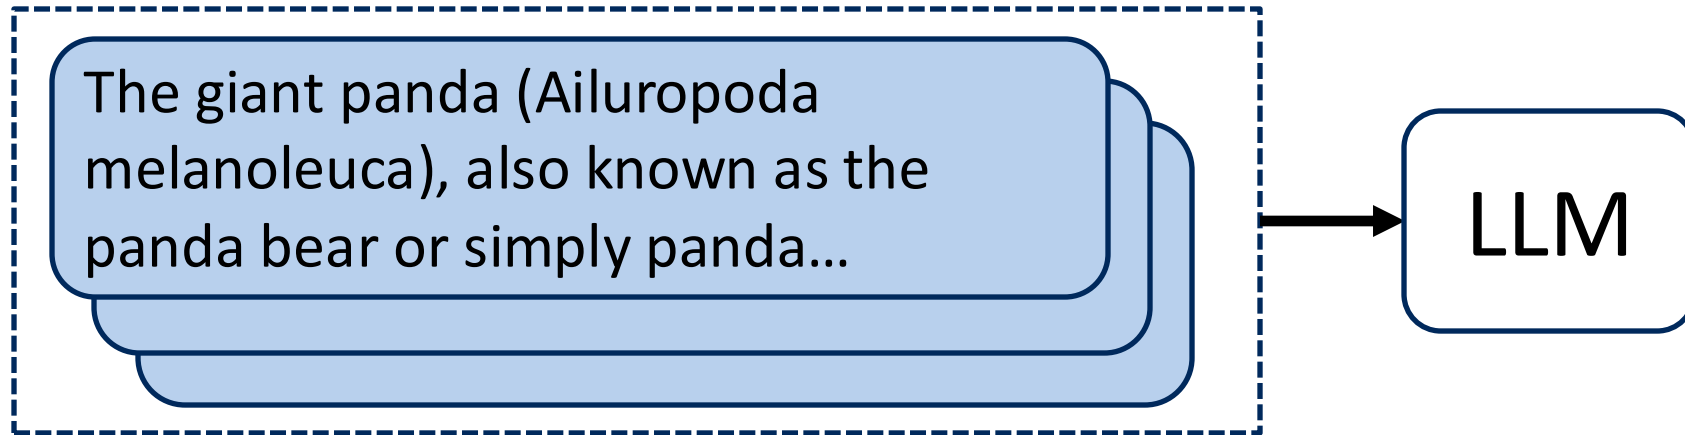 The giant panda (Ailuropoda
melanoleuca), also known as the
panda bear or simply panda...
LLM